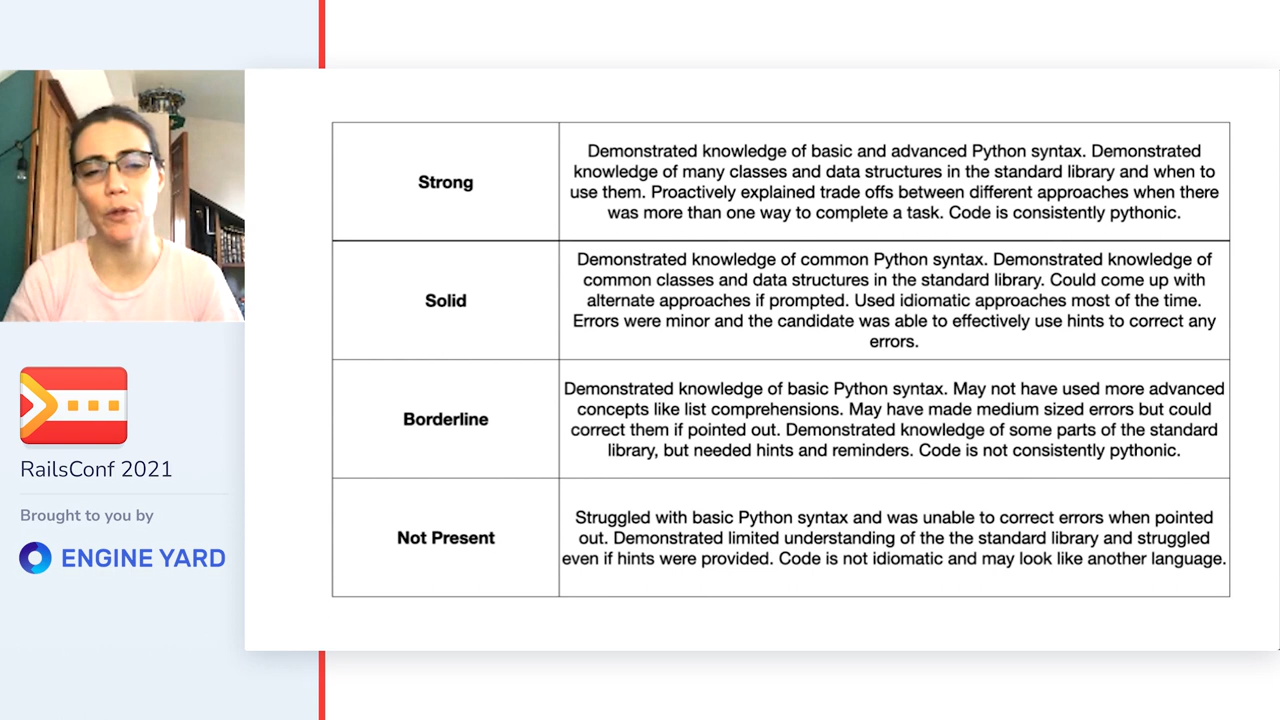 Strong
Demonstrated knowledge of basic and advanced Python syntax. Demonstrated
knowledge of many classes and data structures in the standard library and when to
use them. Proactively explained trade offs between different approaches when there
was more than one way to complete a task. Code is consistently pythonic.
Solid
Demonstrated knowledge of common Python syntax. Demonstrated knowledge of
common classes and data structures in the standard library. Could come up with
alternate approaches if prompted. Used idiomatic approaches most of the time.
Errors were minor and the candidate was able to effectively use hints to correct any
errors.
Borderline
Demonstrated knowledge of basic Python syntax. May not have used more advanced
concepts like list comprehensions. May have made medium sized errors but could
correct them if pointed out. Demonstrated knowledge of some parts of the standard
library, but needed hints and reminders. Code is not consistently pythonic.
Not Present
Struggled with basic Python syntax and was unable to correct errors when pointed
out. Demonstrated limited understanding of the the standard library and struggled
even if hints were provided. Code is not idiomatic and may look like another language.
RailsConf 2021
Brought to you by
ENGINE YARD